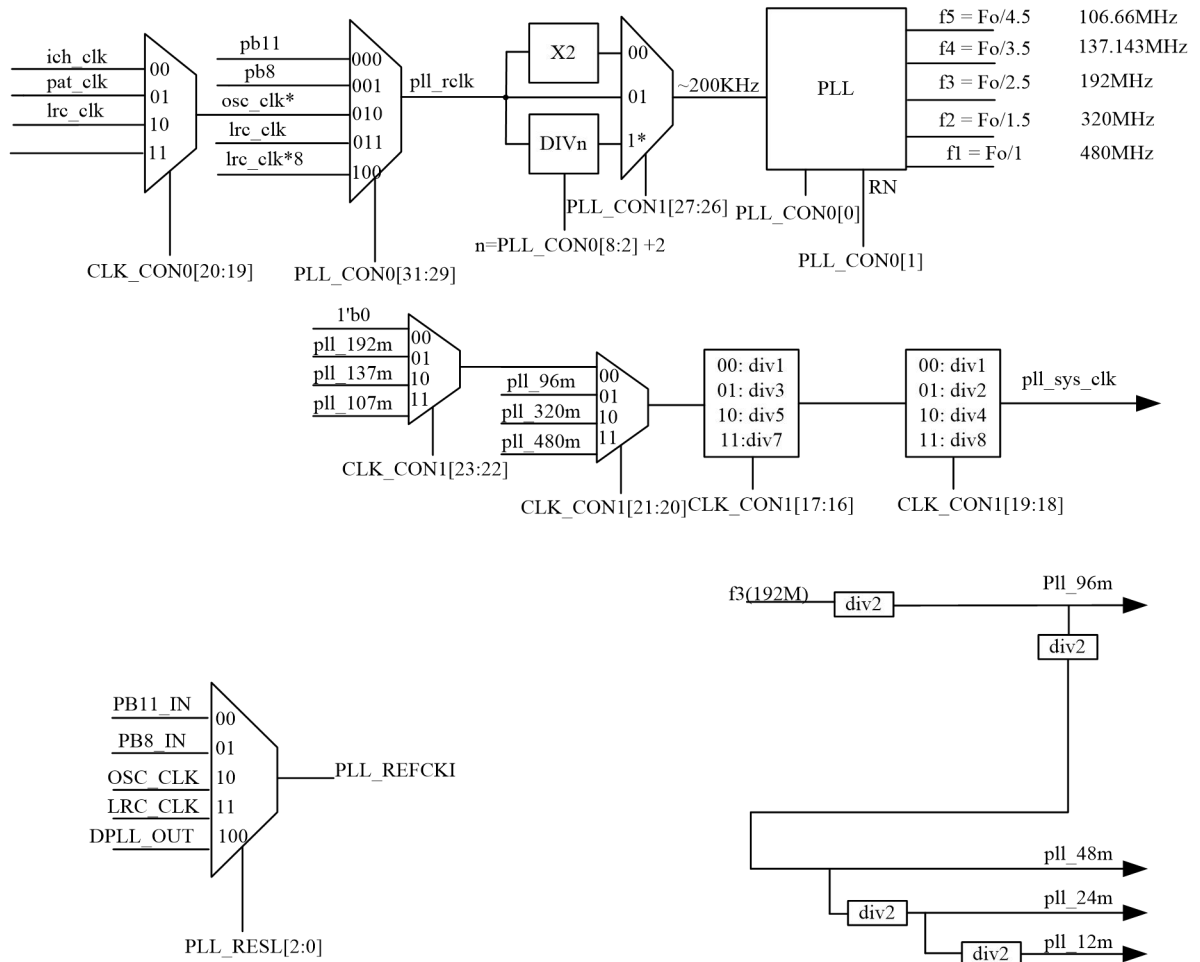 ich_clk
00
pat_clk
01
lrc_clk
10
11
CLK_CON0[20:19]
pb11
000
pb8
001
osc_clk*
010
lrc_clk
011
lrc_clk*8
100
PLL_CON0[31:29]
pll_rclk
X2
DIVn
n=PLL_CON0[8:2] +2
00
01
1*
PLL_CON1[27:26]
~200KHz
PLL
PLL_CON0[0]
RN
PLL_CON0[1]
f5 = Fo/4.5 106.66MHz
f4 = Fo/3.5 137.143MHz
f3 = Fo/2.5 192MHz
f2 = Fo/1.5 320MHz
f1 = Fo/1 480MHz
1'b0
00
pll_192m
01
pll_137m
10
pll_107m
11
CLK_CON1[23:22]
00
pll_96m
01
pll_320m
10
pll_480m
11
CLK_CON1[21:20]
00: div1
01: div3
10: div5
11:div7
CLK_CON1[17:16]
00: div1
01: div2
10: div4
11: div8
CLK_CON1[19:18]
pll_sys_clk
f3(192M)
div2
Pll_96m
div2
pll_48m
div2
pll_24m
div2
pll_12m
PB11_IN
00
PB8_IN
01
OSC_CLK
10
LRC_CLK
11
DPLL_OUT
100
PLL_REFCKI
PLL_RESL[2:0]